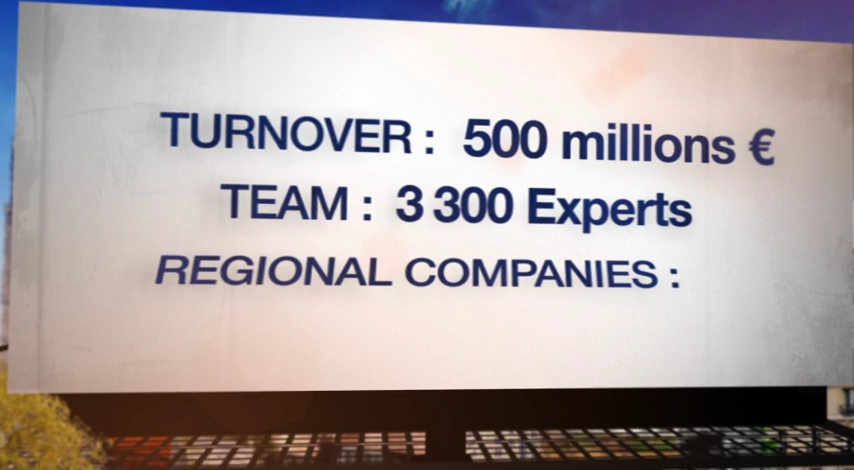 TURNOVER : 500 millions €
TEAM : 3 300 Experts
REGIONAL COMPANIES :